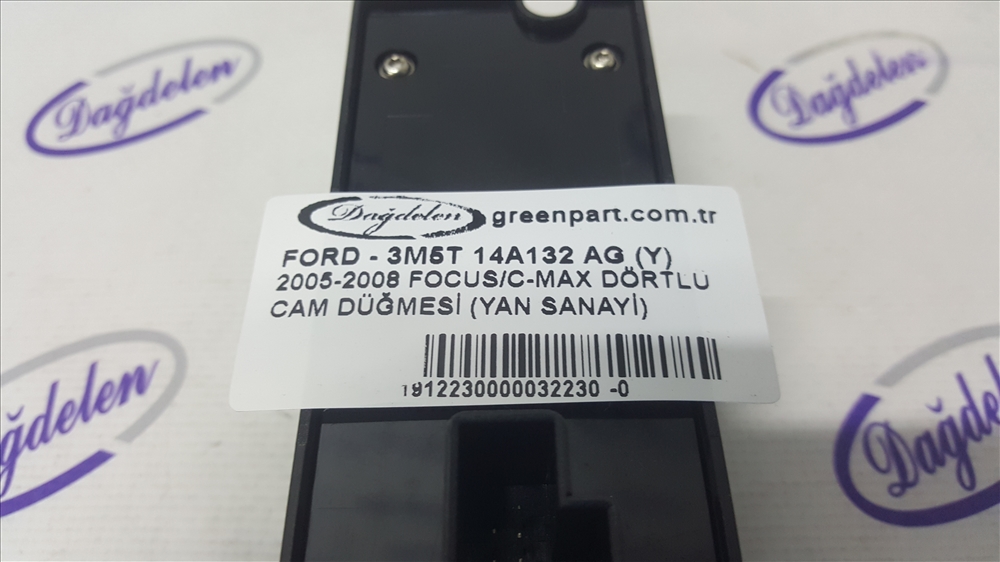 Dağdelen
Dağdelen
Dağdelen greenpart.com.tr
FORD - 3M5T 14A132 AG (Y)
2005-2008 FOCUS/C-MAX DÖRTLÜ
CAM DÜĞMESİ (YAN SANAYİ)
1912230000032230 -0
ağdelen
Dağdelen